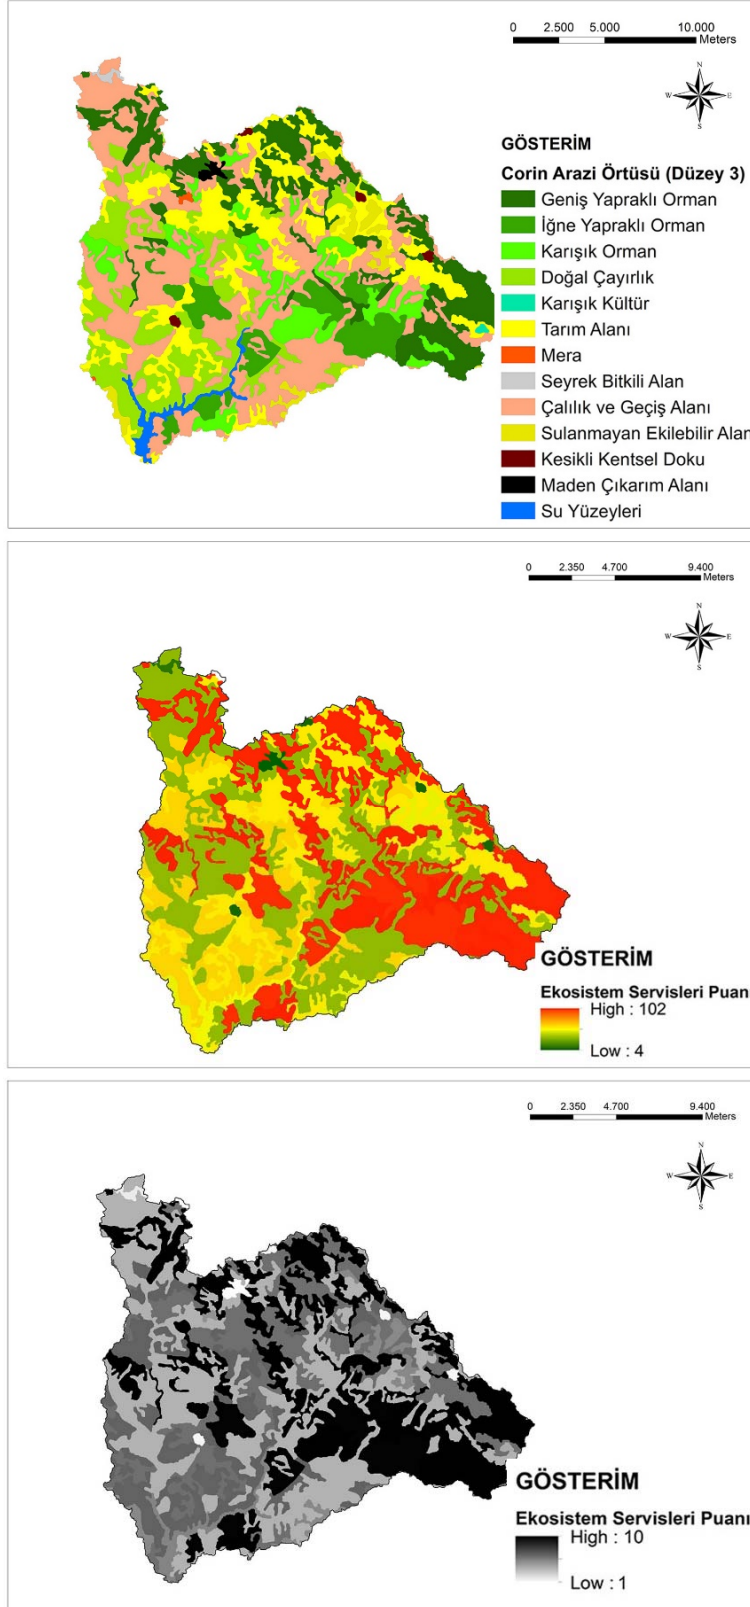 0 2.500 5.000 10.000
Meters
N
W E
S
GÖSTERİM
Corin Arazi Örtüsü (Düzey 3)
Geniş Yapraklı Orman
İğne Yapraklı Orman
Karışık Orman
Doğal Çayırlık
Karışık Kültür
Tarım Alanı
Mera
Seyrek Bitkili Alan
Çalılık ve Geçiş Alanı
Sulanmayan Ekilebilir Alan
Kesikli Kentsel Doku
Maden Çıkarım Alanı
Su Yüzeyleri
0 2.350 4.700 9.400
Meters
N
W E
S
GÖSTERİM
Ekosistem Servisleri Puanı
High : 102
Low : 4
0 2.350 4.700 9.400
Meters
N
W E
S
GÖSTERİM
Ekosistem Servisleri Puanı
High : 10
Low : 1